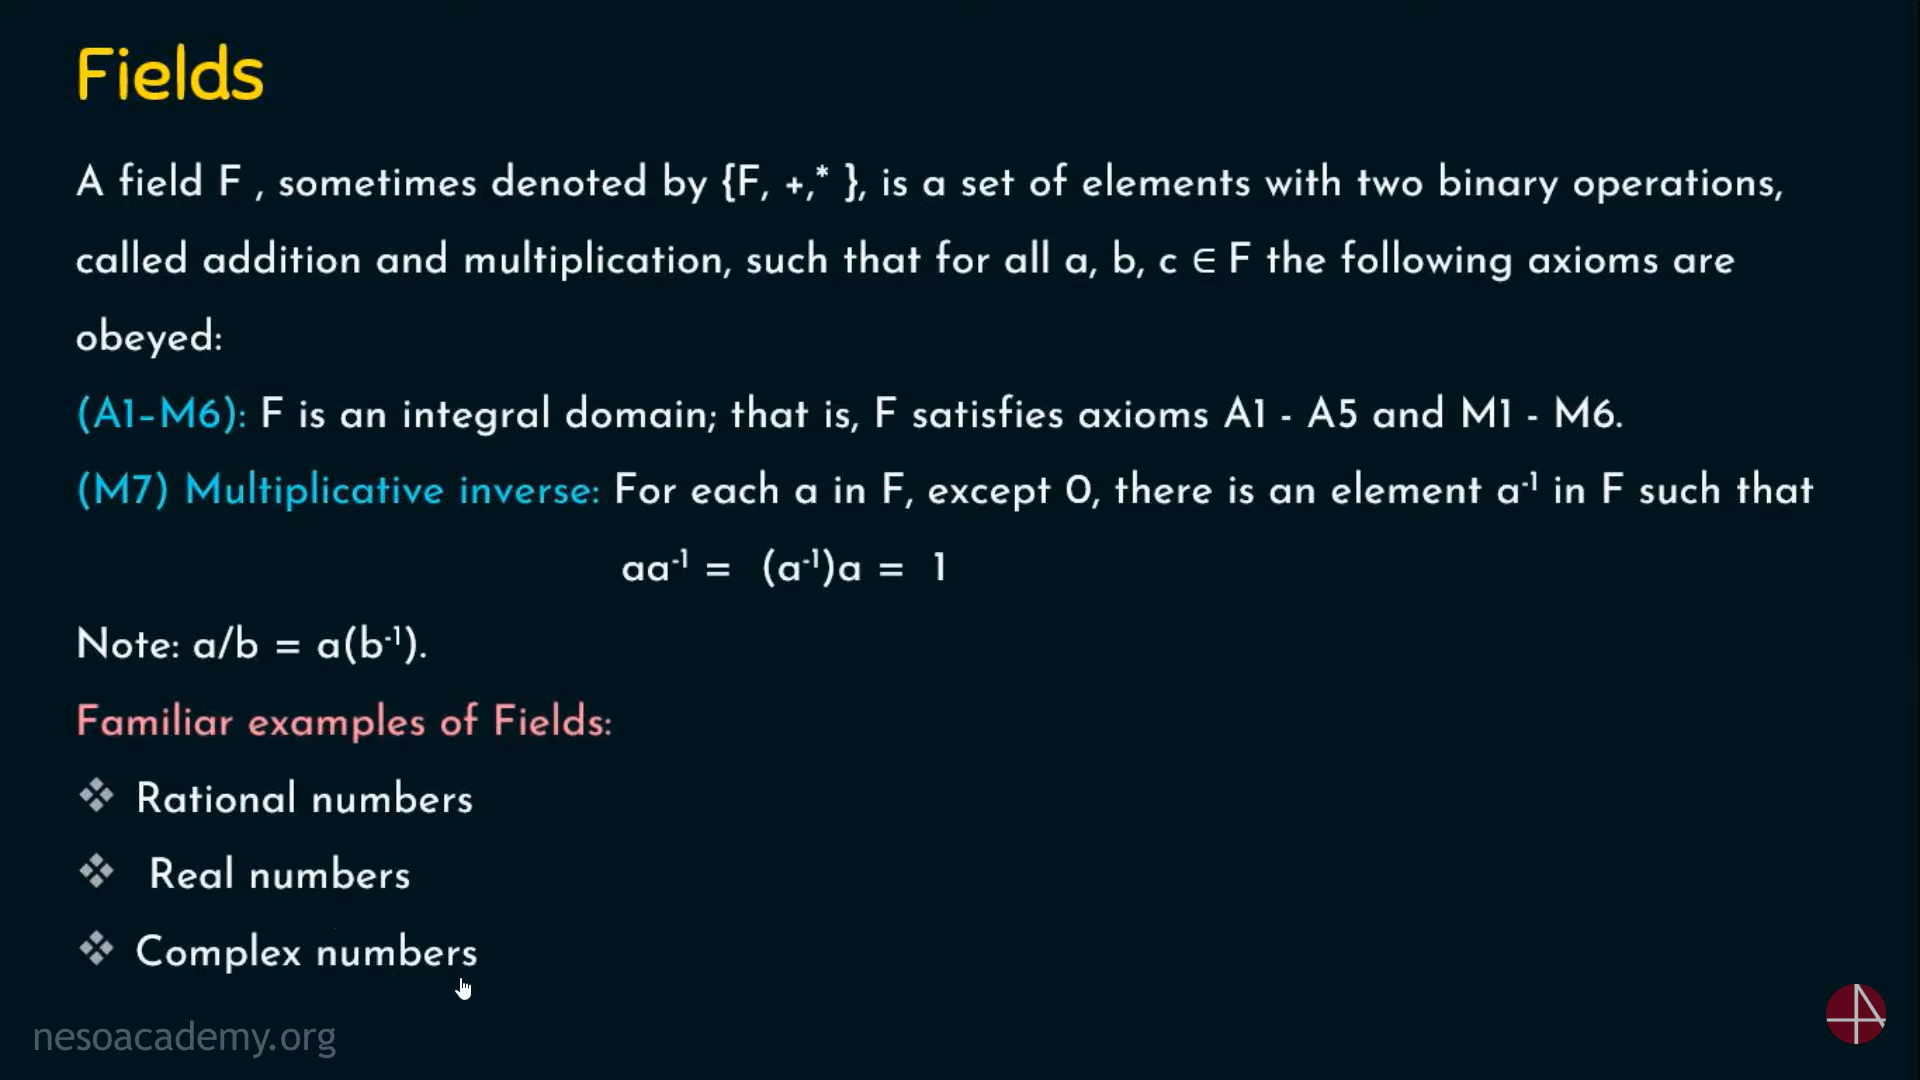 Fields
A field F , sometimes denoted by {F, +,* }, is a set of elements with two binary operations,
called addition and multiplication, such that for all a, b, c ∈ F the following axioms are
obeyed:
(A1–M6): F is an integral domain; that is, F satisfies axioms A1 - A5 and M1 - M6.
(M7) Multiplicative inverse: For each a in F, except 0, there is an element a⁻¹ in F such that
aa⁻¹ = (a⁻¹)a = 1
Note: a/b = a(b⁻¹).
Familiar examples of Fields:
❖ Rational numbers
❖ Real numbers
❖ Complex numbers
nesoacademy.org